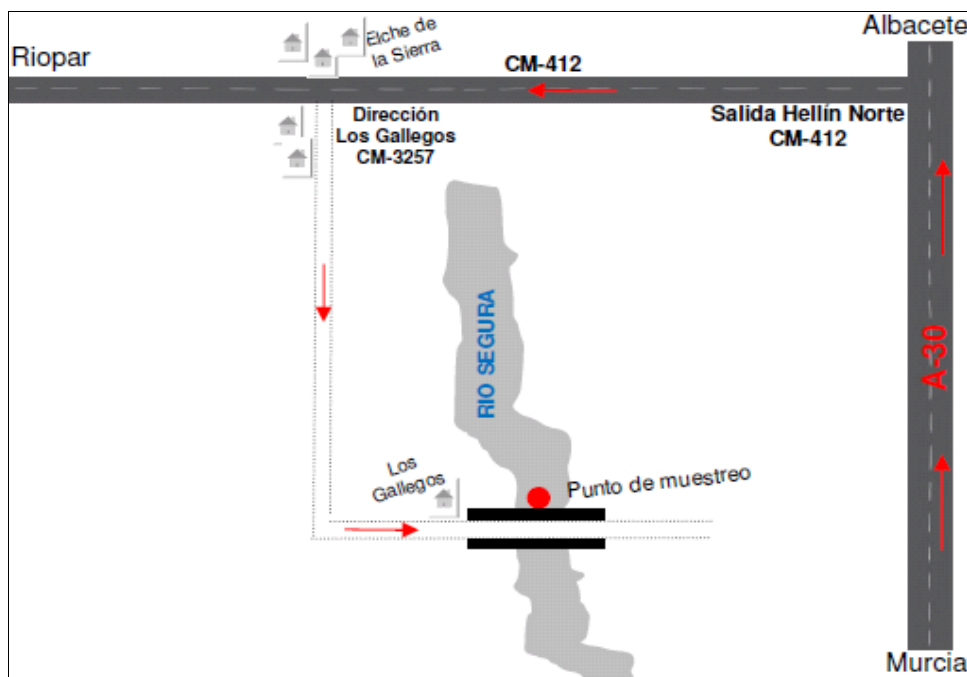 Albacete
Riopar
Elche de
la Sierra
CM-412
Dirección
Los Gallegos
CM-3257
Salida Hellín Norte
CM-412
RIO SEGURA
A-30
Los
Gallegos
Punto de muestreo
Murcia